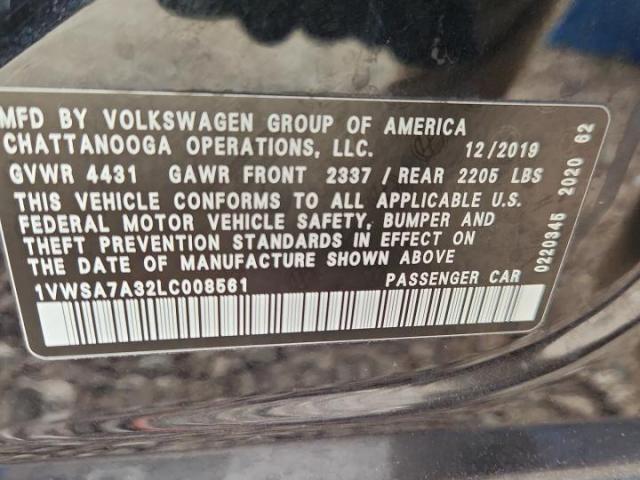 MFD BY VOLKSWAGEN GROUP OF AMERICA
CHATTANOOGA OPERATIONS, LLC. 12/2019
GVWR 4431 GAWR FRONT 2337 / REAR 2205 LBS
THIS VEHICLE CONFORMS TO ALL APPLICABLE U.S.
FEDERAL MOTOR VEHICLE SAFETY, BUMPER AND
THEFT PREVENTION STANDARDS IN EFFECT ON
THE DATE OF MANUFACTURE SHOWN ABOVE
1VWSA7A32LC008561 PASSENGER CAR
0220345 2020 62